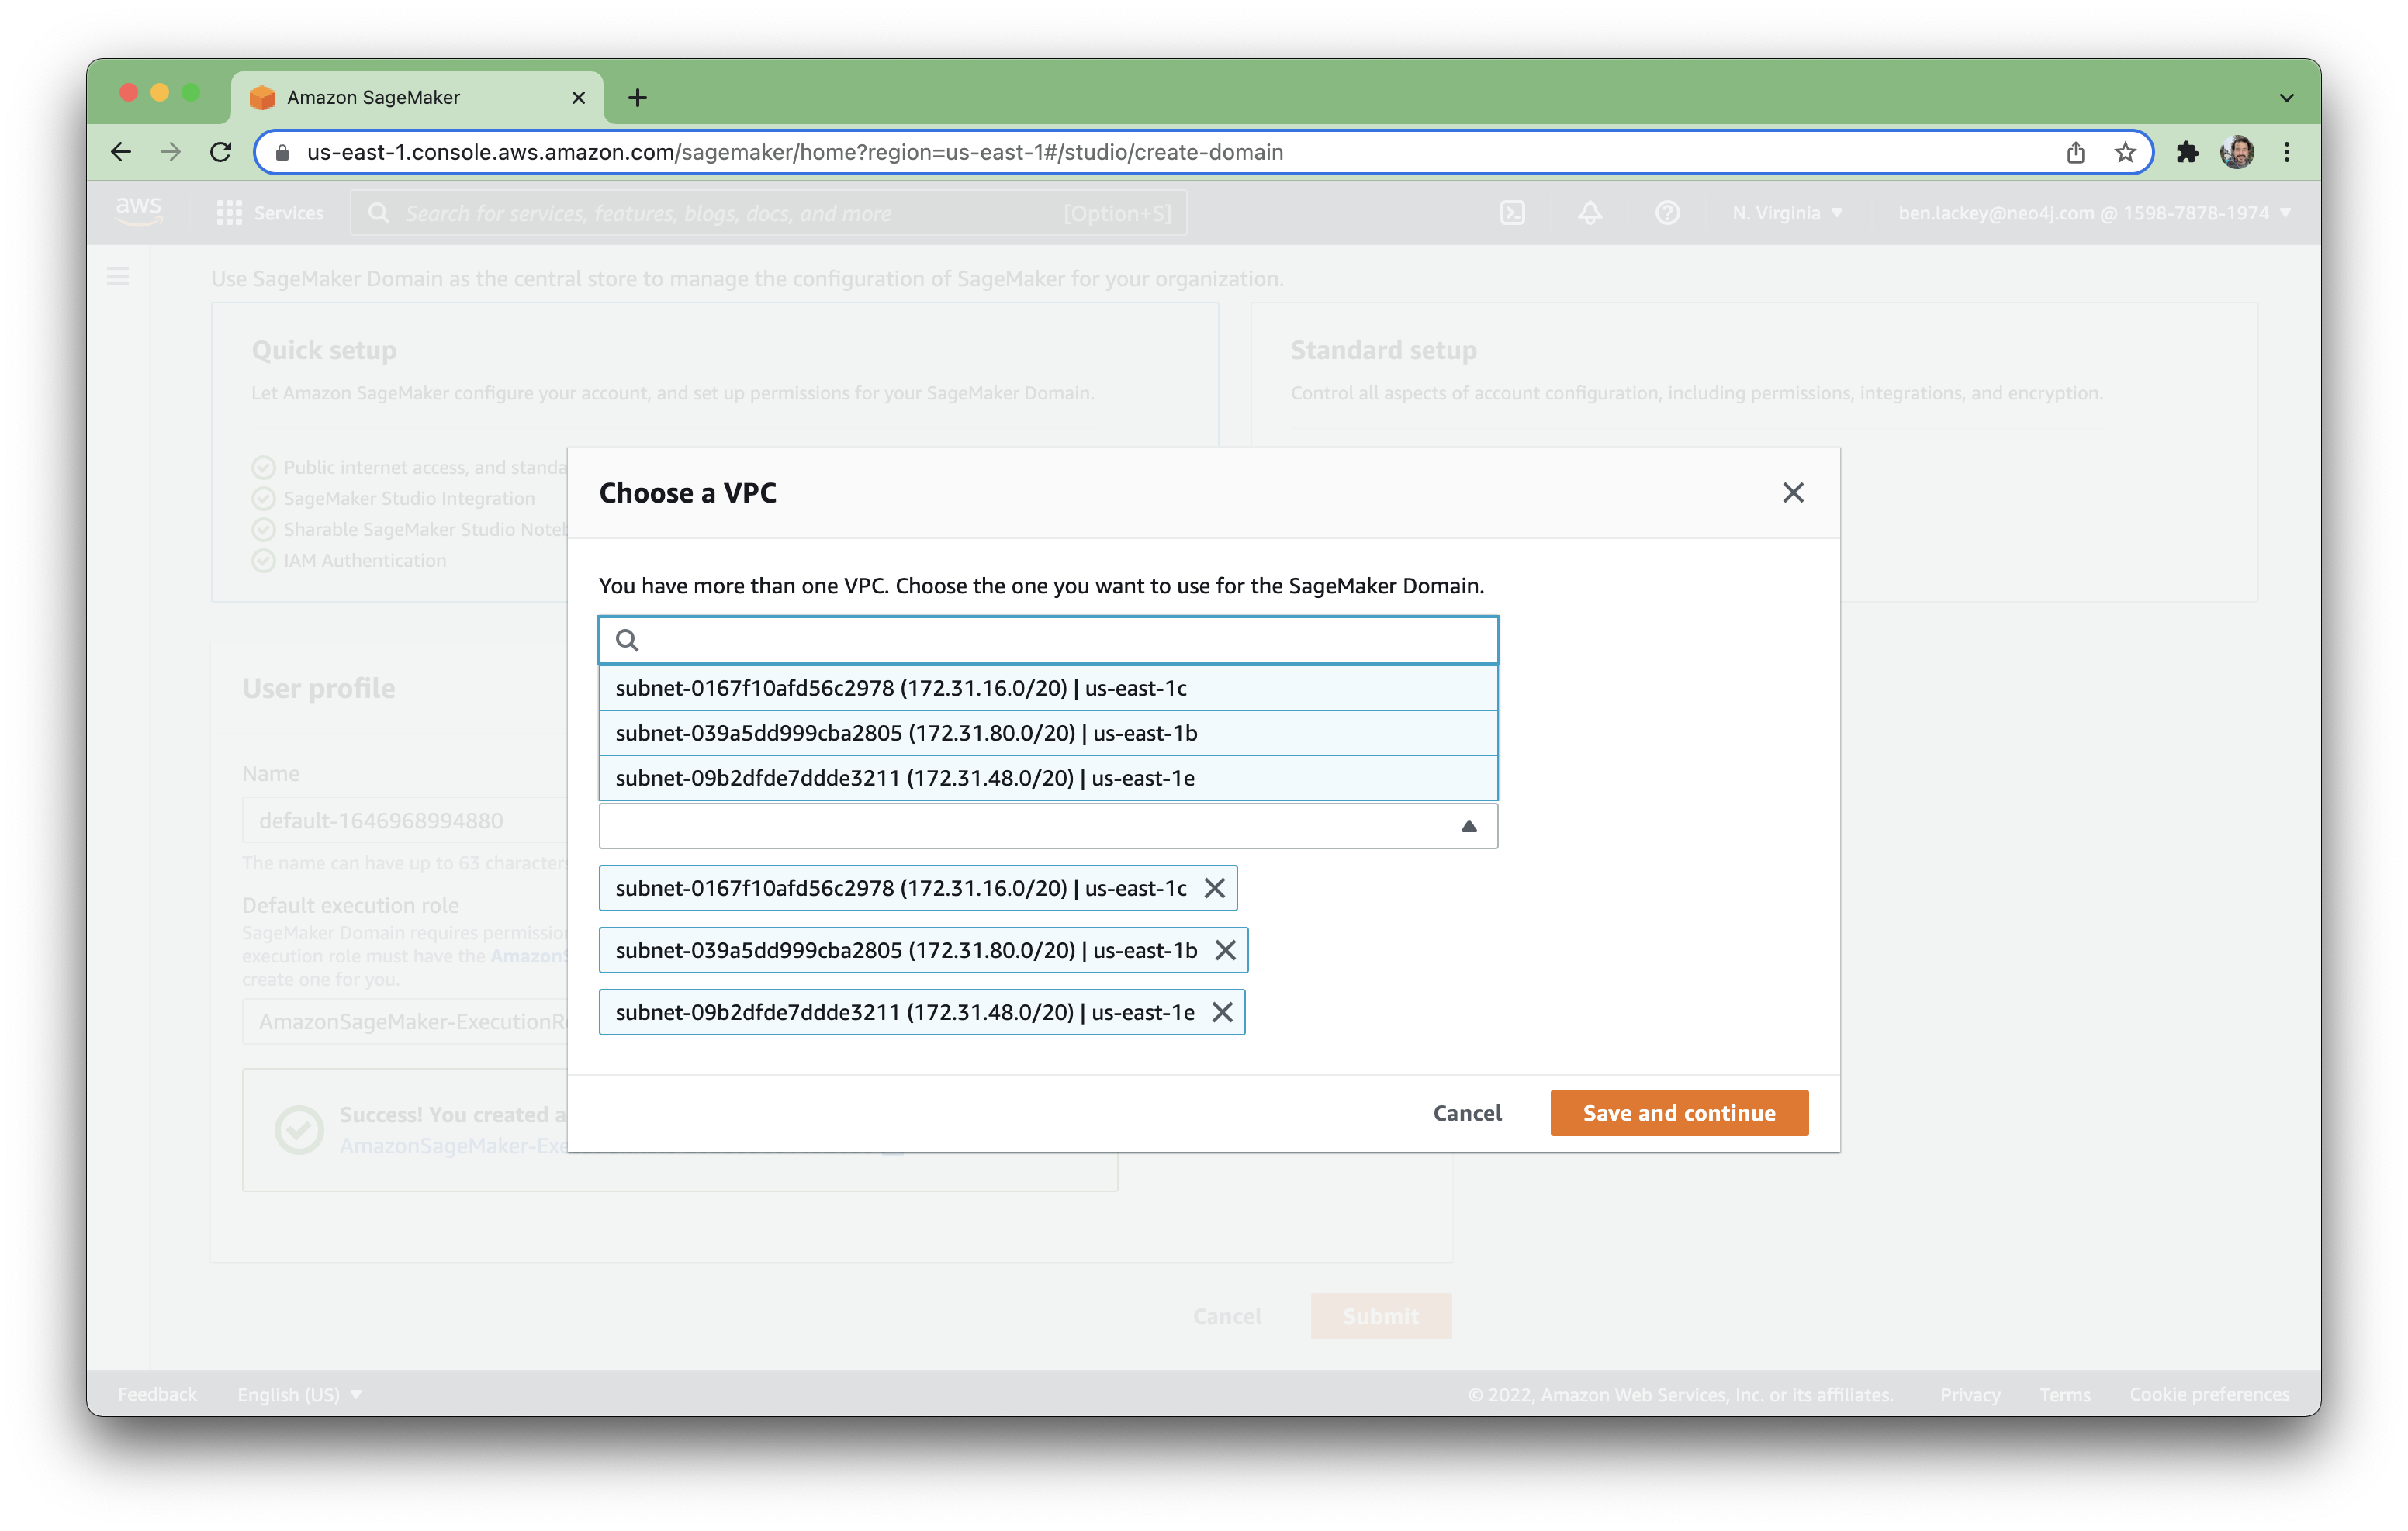 Amazon SageMaker
us-east-1.console.aws.amazon.com/sagemaker/home?region=us-east-1#/studio/create-domain
aws
Services
Search for services, features, blogs, docs, and more
[Option+S]
N. Virginia
ben.lackey@neo4j.com @ 1598-7878-1974
Use SageMaker Domain as the central store to manage the configuration of SageMaker for your organization.
Quick setup
Let Amazon SageMaker configure your account, and set up permissions for your SageMaker Domain.
Public internet access, and standa
SageMaker Studio Integration
Sharable SageMaker Studio Noteb
IAM Authentication
Standard setup
Control all aspects of account configuration, including permissions, integrations, and encryption.
Choose a VPC
You have more than one VPC. Choose the one you want to use for the SageMaker Domain.
subnet-0167f10afd56c2978 (172.31.16.0/20) | us-east-1c
subnet-039a5dd999cba2805 (172.31.80.0/20) | us-east-1b
subnet-09b2dfde7ddde3211 (172.31.48.0/20) | us-east-1e
subnet-0167f10afd56c2978 (172.31.16.0/20) | us-east-1c
subnet-039a5dd999cba2805 (172.31.80.0/20) | us-east-1b
subnet-09b2dfde7ddde3211 (172.31.48.0/20) | us-east-1e
Cancel
Save and continue
User profile
Name
default-1646968994880
The name can have up to 63 characters
Default execution role
SageMaker Domain requires permission
execution role must have the AmazonS
create one for you.
AmazonSageMaker-ExecutionRo
Success! You created a
AmazonSageMaker-Exe
Cancel
Submit
Feedback
English (US)
© 2022, Amazon Web Services, Inc. or its affiliates.
Privacy
Terms
Cookie preferences